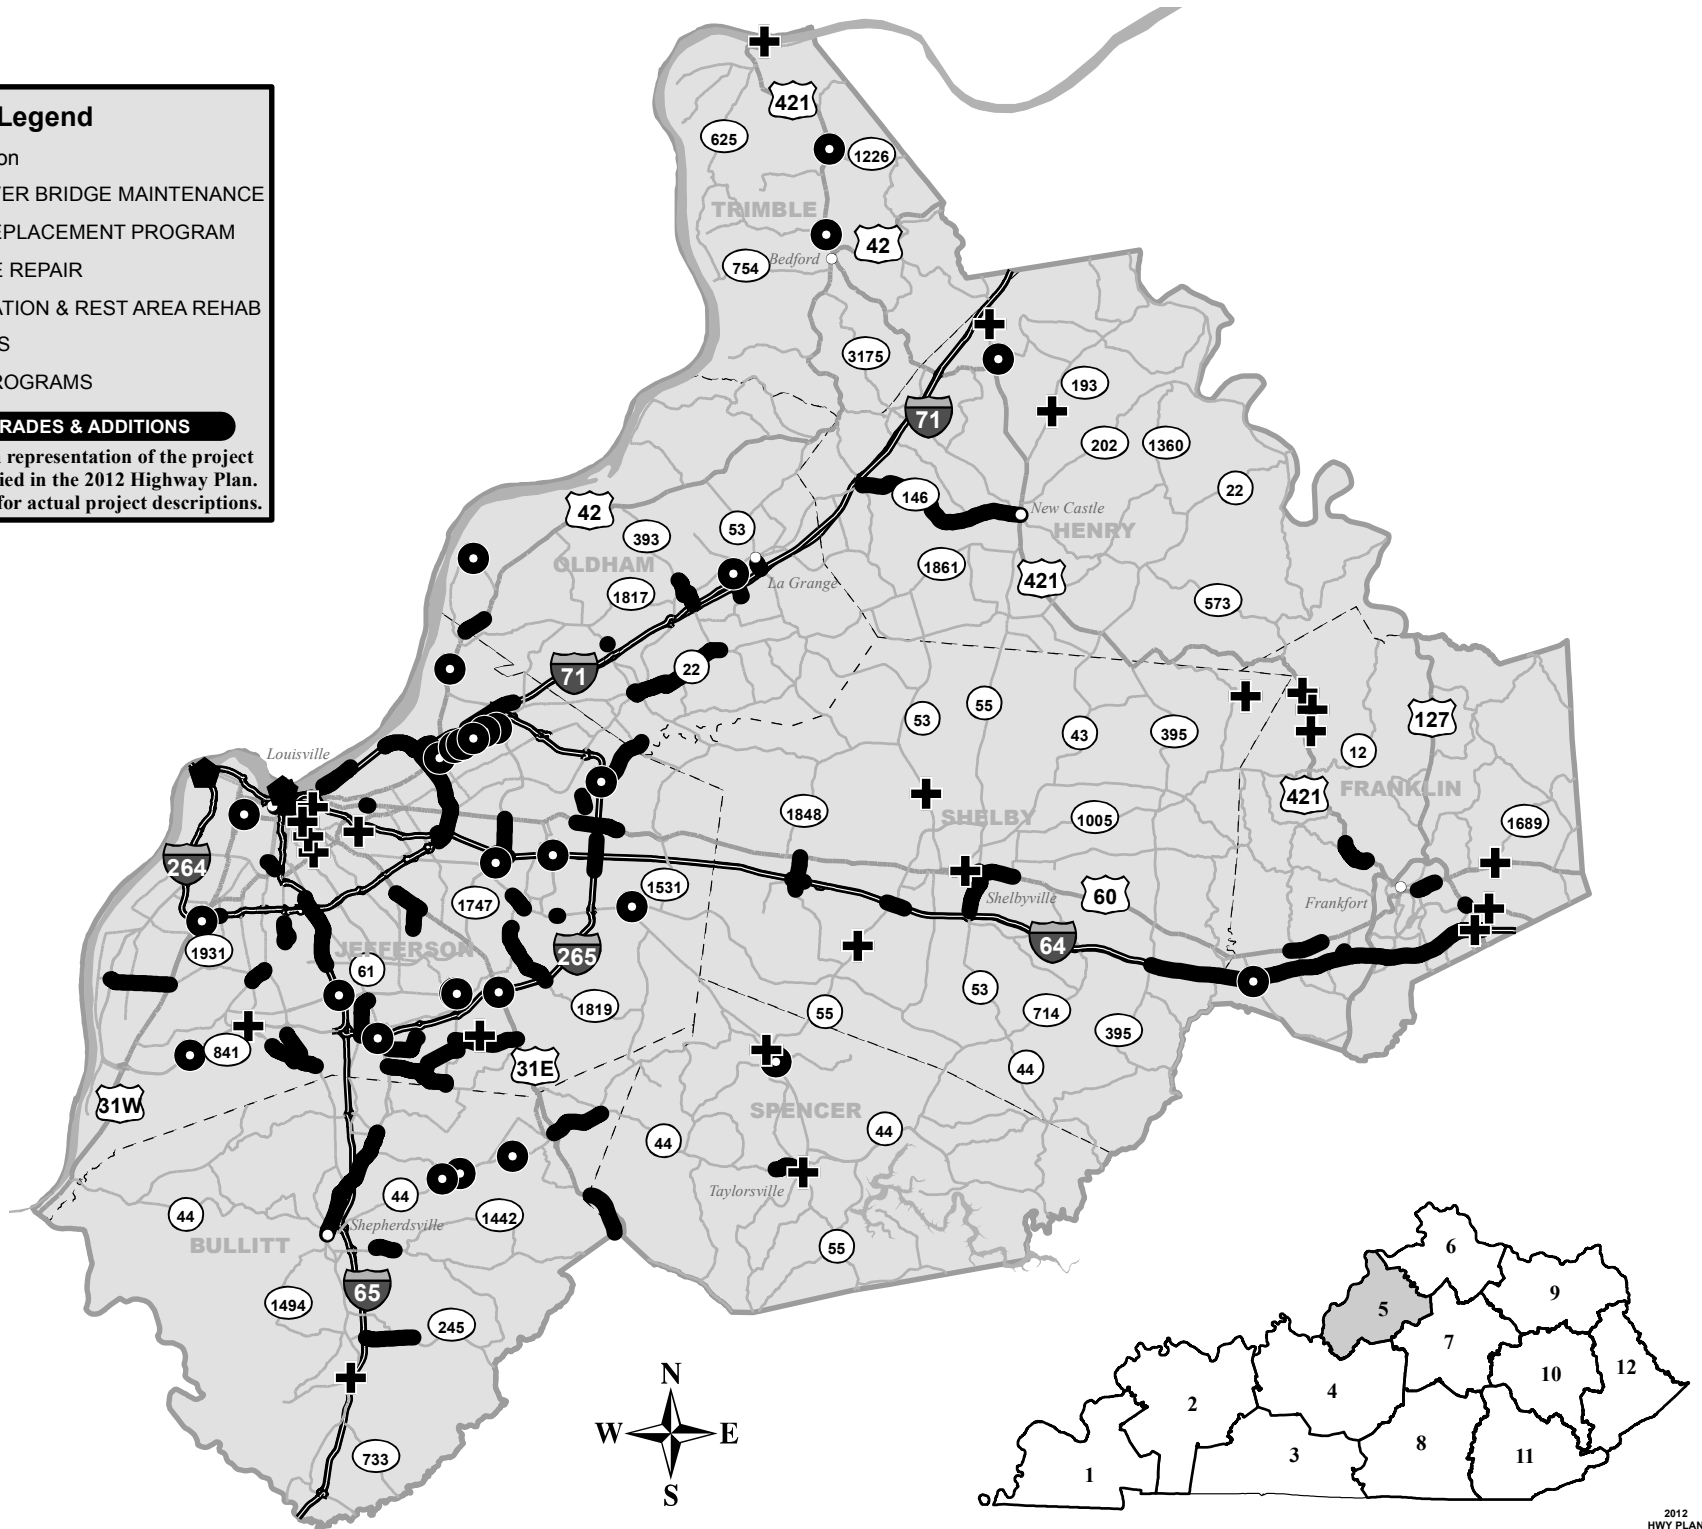 Legend
on
ER BRIDGE MAINTENANCE
EPLACEMENT PROGRAM
REPAIR
ATION & REST AREA REHAB
S
ROGRAMS
RADES & ADDITIONS
representation of the project
ied in the 2012 Highway Plan.
for actual project descriptions.
421
625
1226
TRIMBLE
42
754
Bedford
3175
71
193
202
1360
22
146
New Castle
HENRY
42
393
53
OLDHAM
La Grange
1861
421
1817
573
71
22
53
55
43
395
127
12
Louisville
421
FRANKLIN
1848
SHELBY
1005
1689
264
1747
1531
Shelbyville
60
Frankfort
1931
JEFFERSON
265
64
61
1819
53
714
395
55
841
31E
44
31W
SPENCER
44
44
Taylorsville
44
44
1442
Shepherdsville
BULLITT
55
65
1494
245
733
N
W
E
S
6
5
9
7
12
10
4
2
8
3
11
1
2012
HWY PLAN